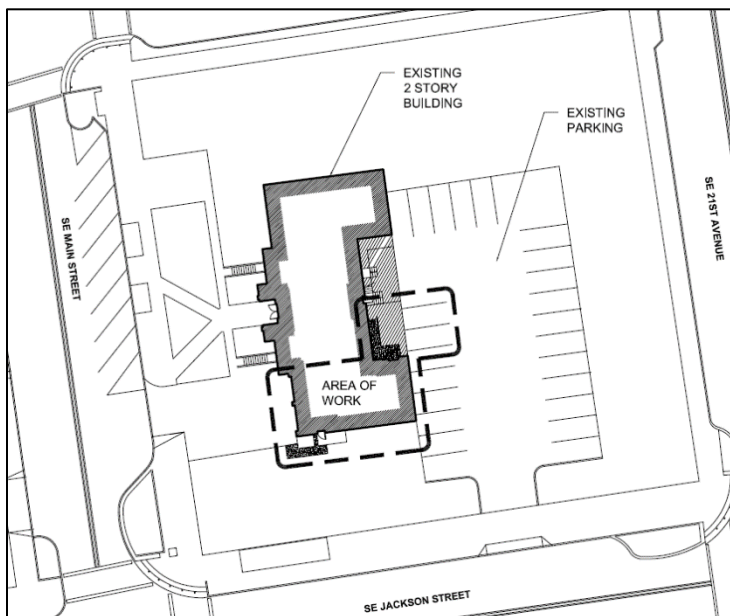 EXISTING
2 STORY
BUILDING
EXISTING
PARKING
SE MAIN STREET
SE 21ST AVENUE
AREA OF
WORK
SE JACKSON STREET